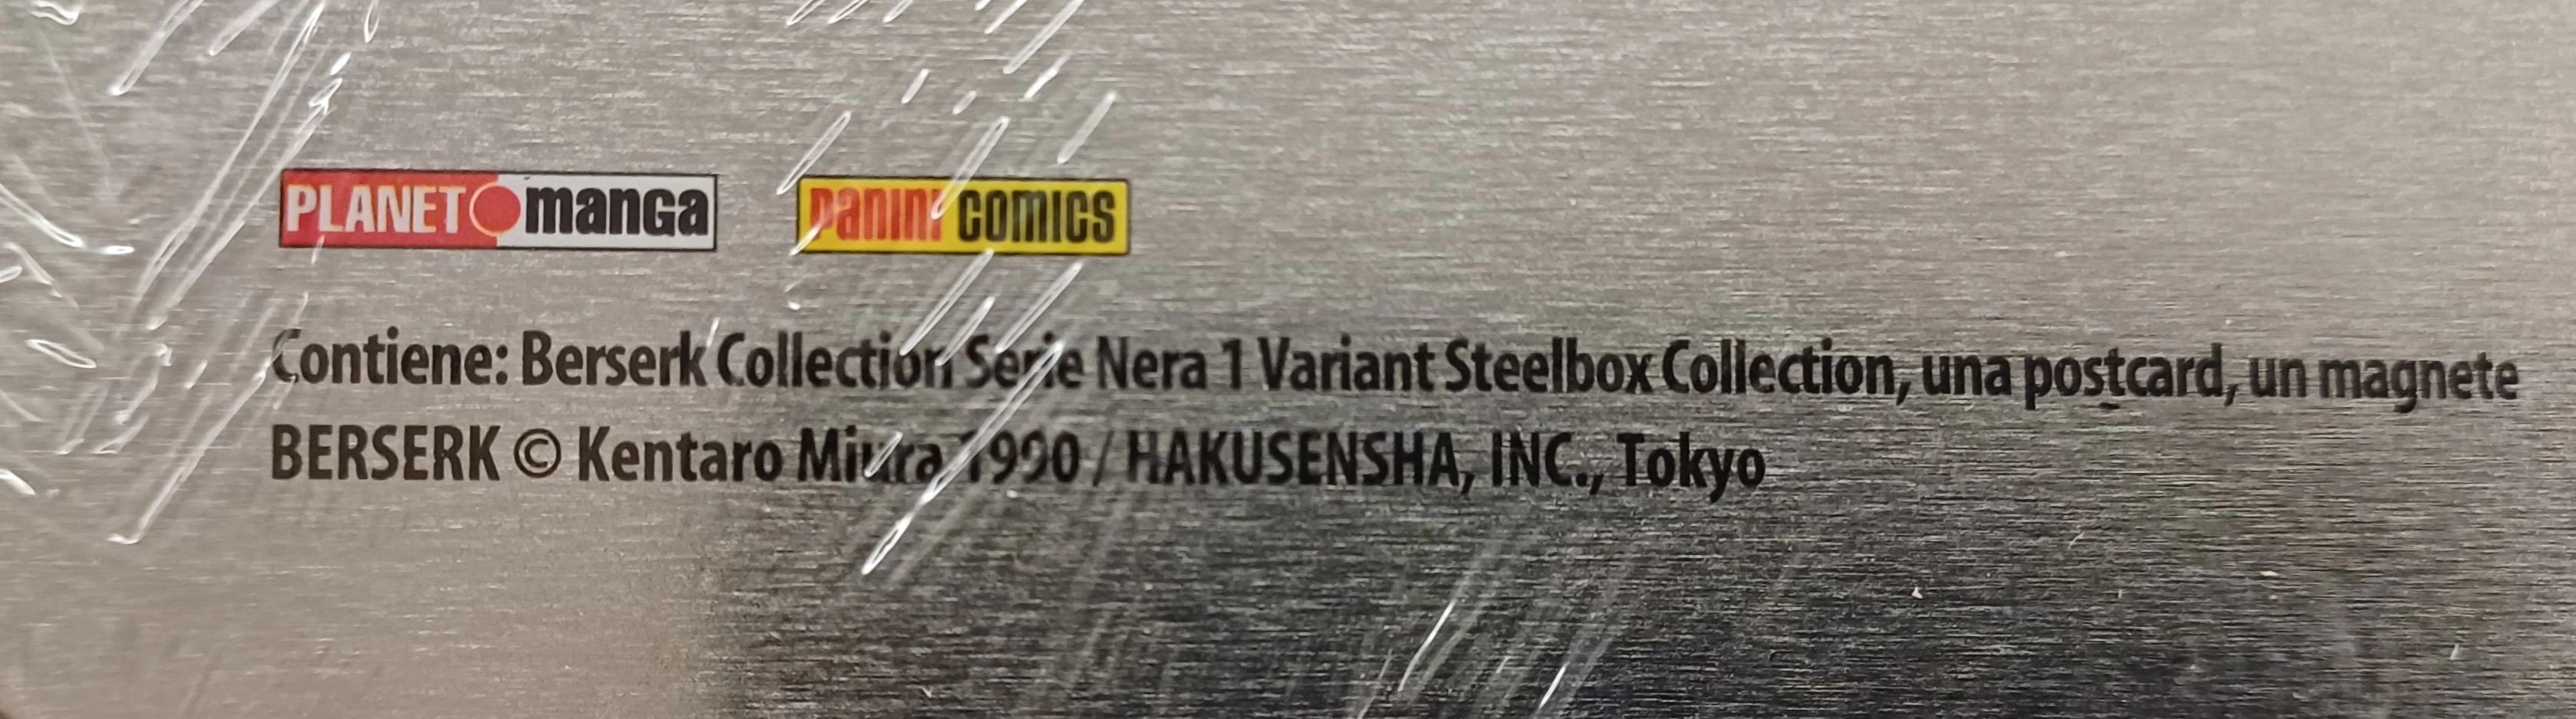 PLANET manga panini comics
Contiene: Berserk Collection Serie Nera 1 Variant Steelbox Collection, una postcard, un magnete
BERSERK © Kentaro Miura 1990 / HAKUSENSHA, INC., Tokyo